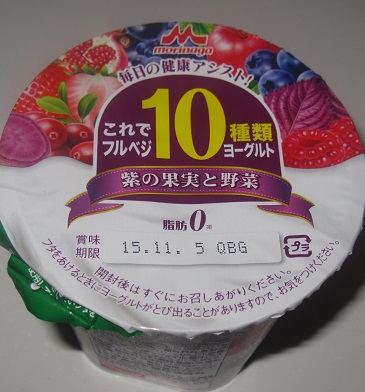 morinaga
毎日の健康アシスト!
これで
フルベジ
10種類
ヨーグルト
紫の果実と野菜
脂肪0※
賞味
期限
15.11. 5 QBG
プラ
開封後はすぐにお召しあがりください。
フタをあけるときにヨーグルトがとび出ることがありますので、お気をつけください。